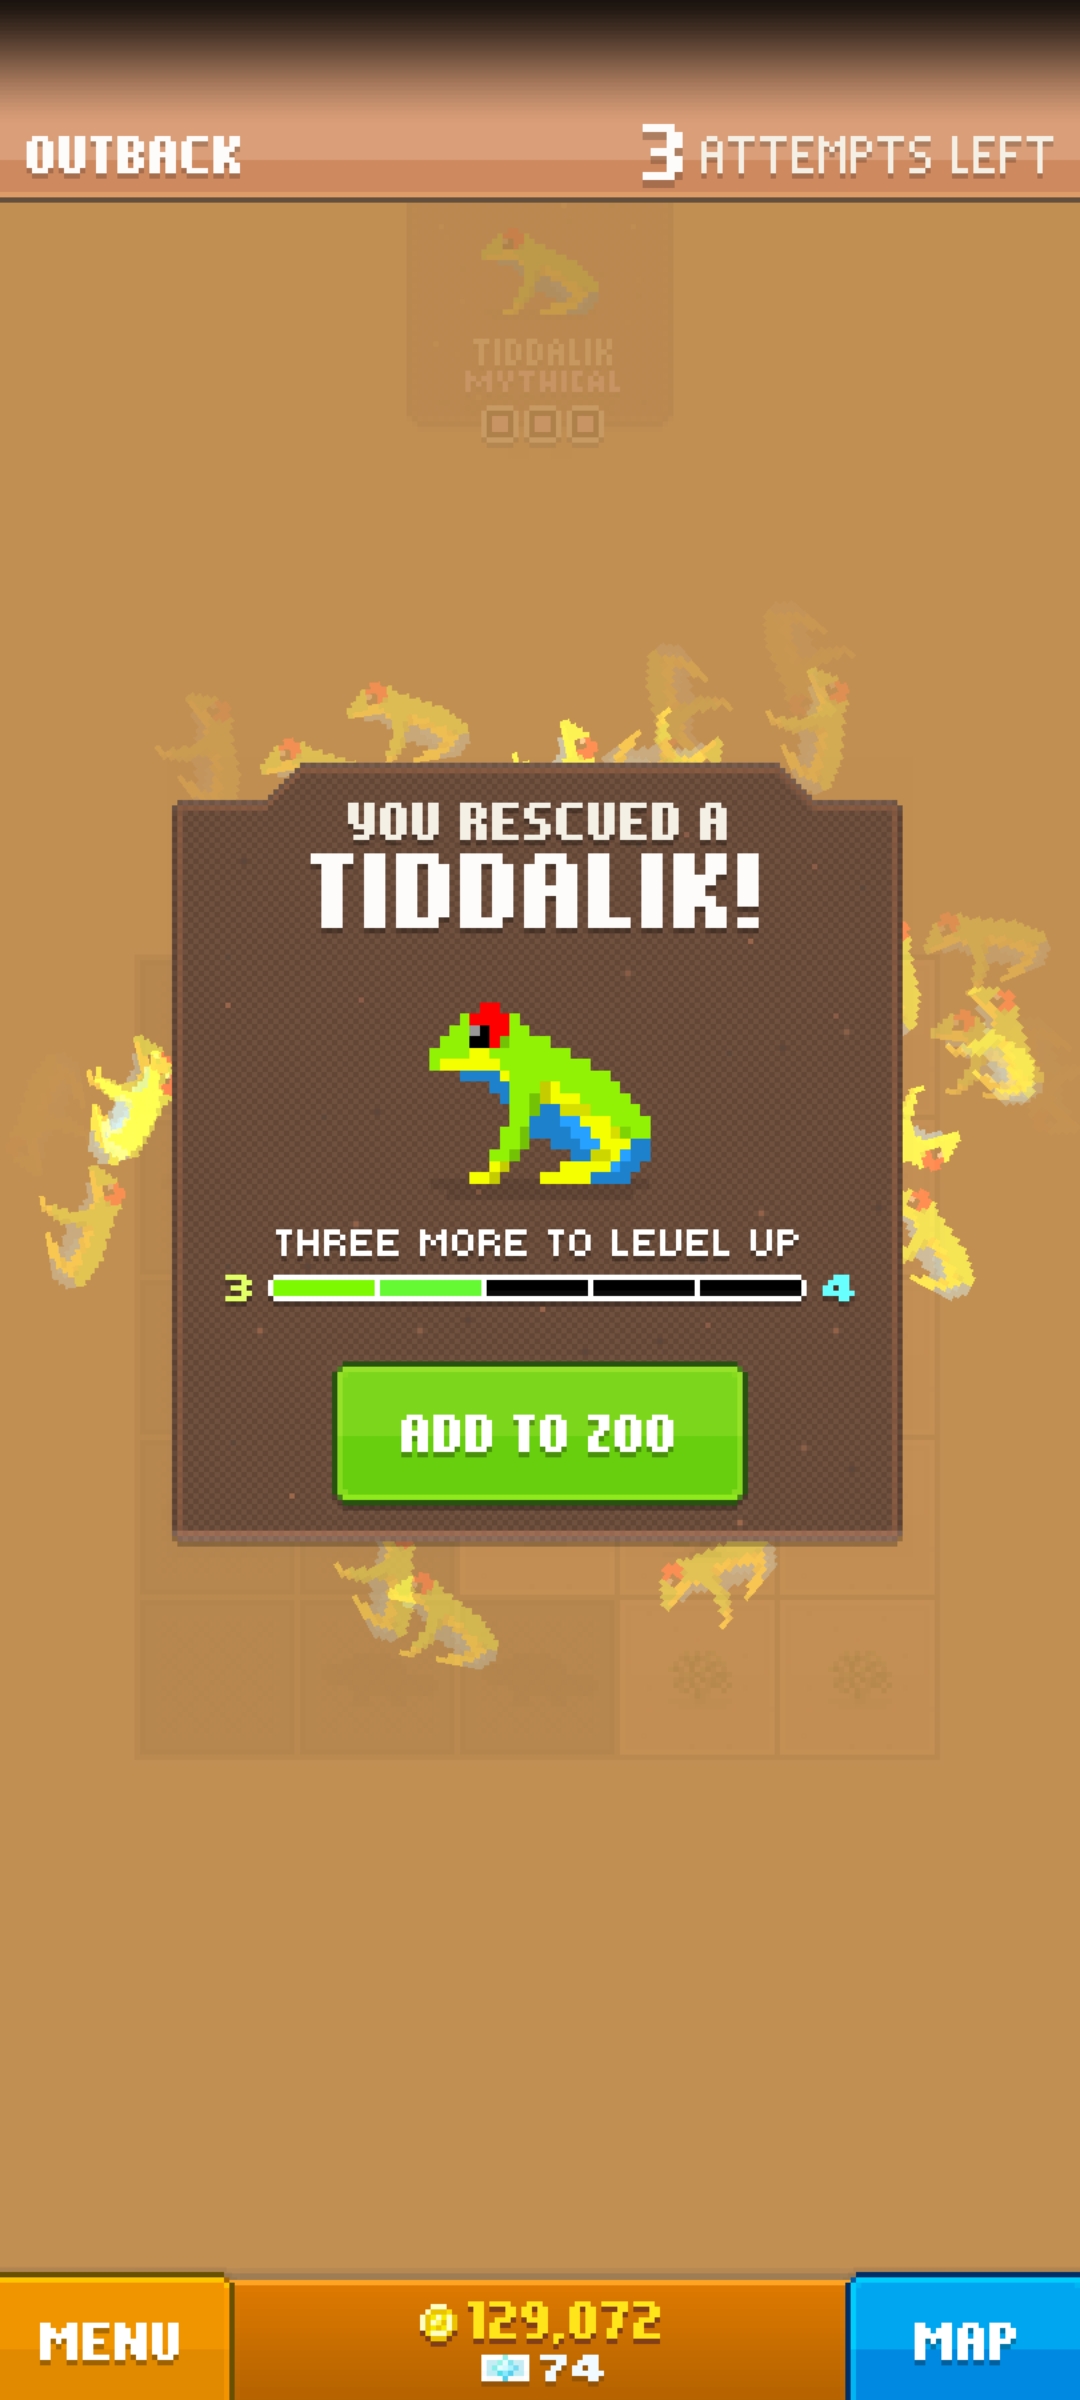 OUTBACK
3 ATTEMPTS LEFT
TIDDALIK
MYTHICAL
YOU RESCUED A
TIDDALIK!
THREE MORE TO LEVEL UP
3 4
ADD TO ZOO
MENU
129,072
74
MAP